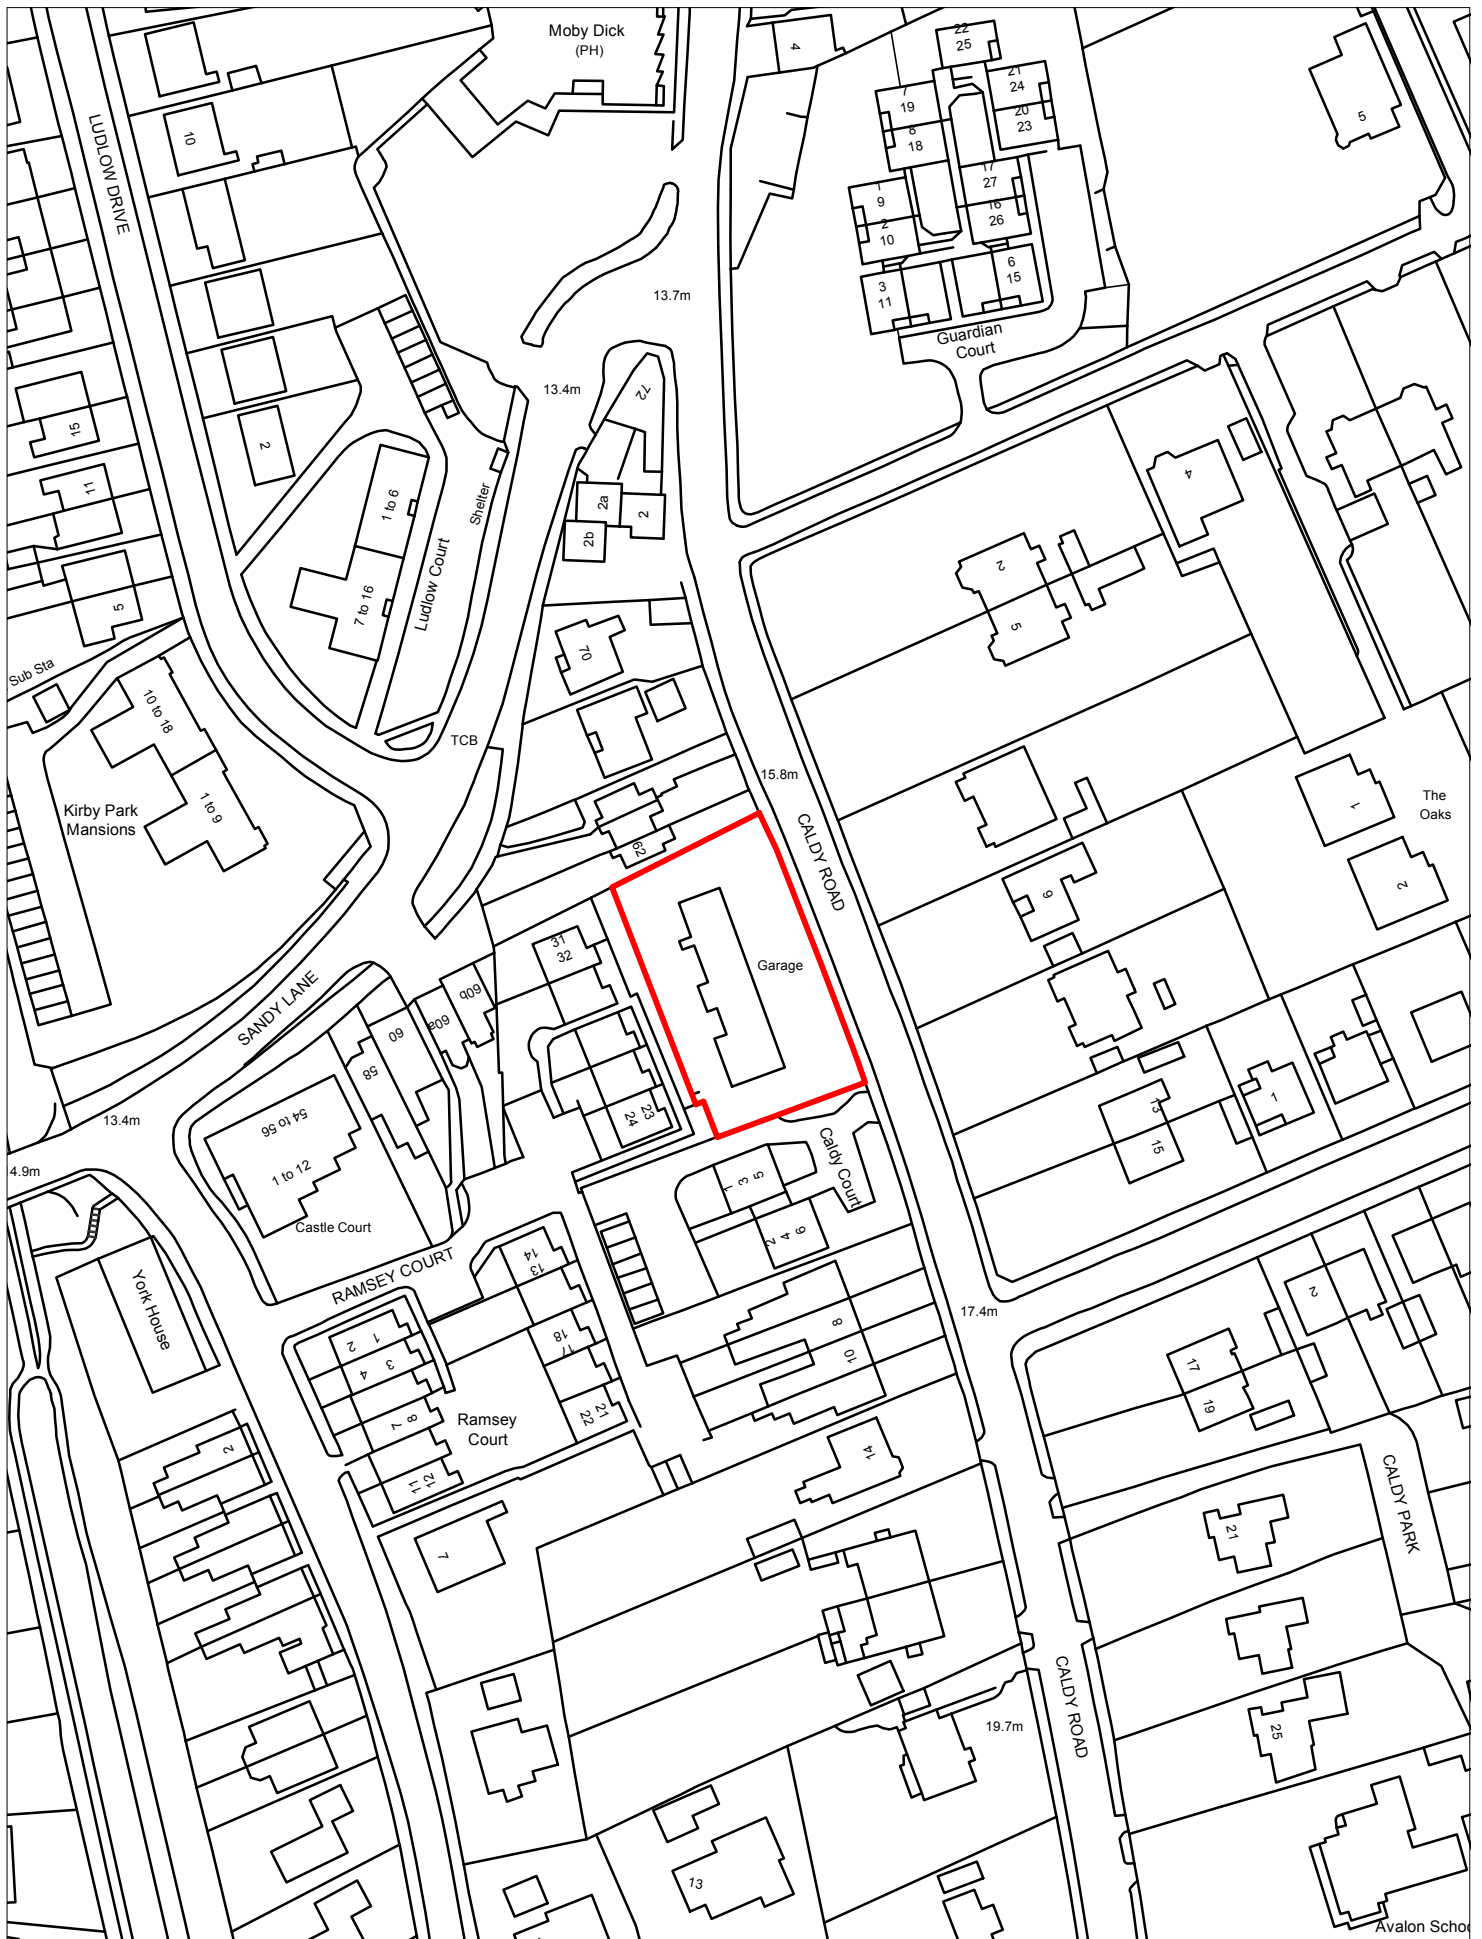 Moby Dick
(PH)
4
22
25
21
24
20
23
7
19
8
18
5
LUDLOW DRIVE
10
17
27
16
26
1
9
2
10
6
15
3
11
13.7m
Guardian
Court
13.4m
72
15
2
11
1 to 6
Shelter
2a
2
2b
4
Ludlow Court
7 to 16
5
2
5
70
Sub Sta
10 to 18
TCB
15.8m
Kirby Park
Mansions
1 to 9
62
CALDY ROAD
1
The
Oaks
2
9
31
32
Garage
60b
60a
60
58
SANDY LANE
54 to 56
13.4m
23
24
13
15
1
4.9m
1 to 12
Castle Court
Caldy Court
1
3
5
2
4
6
York House
RAMSEY COURT
14
13
17.4m
2
1
2
3
4
18
17
8
10
17
19
8
7
Ramsey
Court
21
22
2
12
11
14
CALDY PARK
7
21
CALDY ROAD
19.7m
25
13
Avalon Schoo